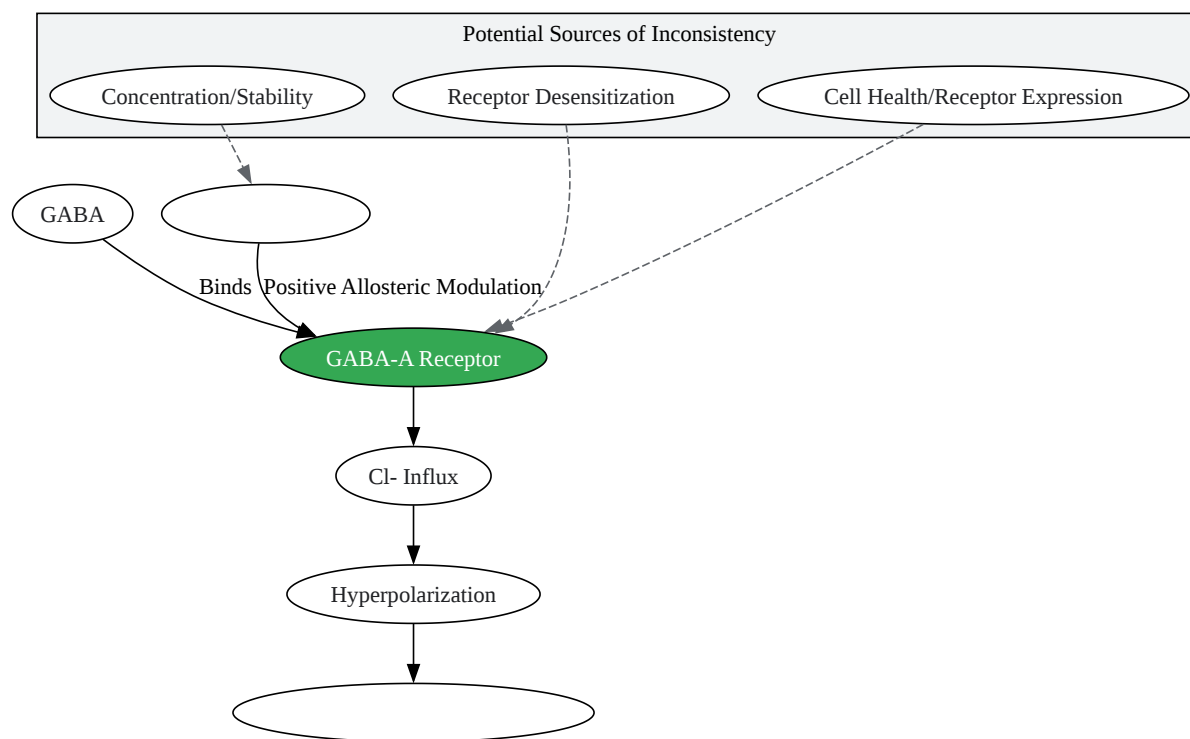 Potential Sources of Inconsistency
Concentration/Stability
Receptor Desensitization
Cell Health/Receptor Expression
GABA
Binds
Positive Allosteric Modulation
GABA-A Receptor
Cl- Influx
Hyperpolarization